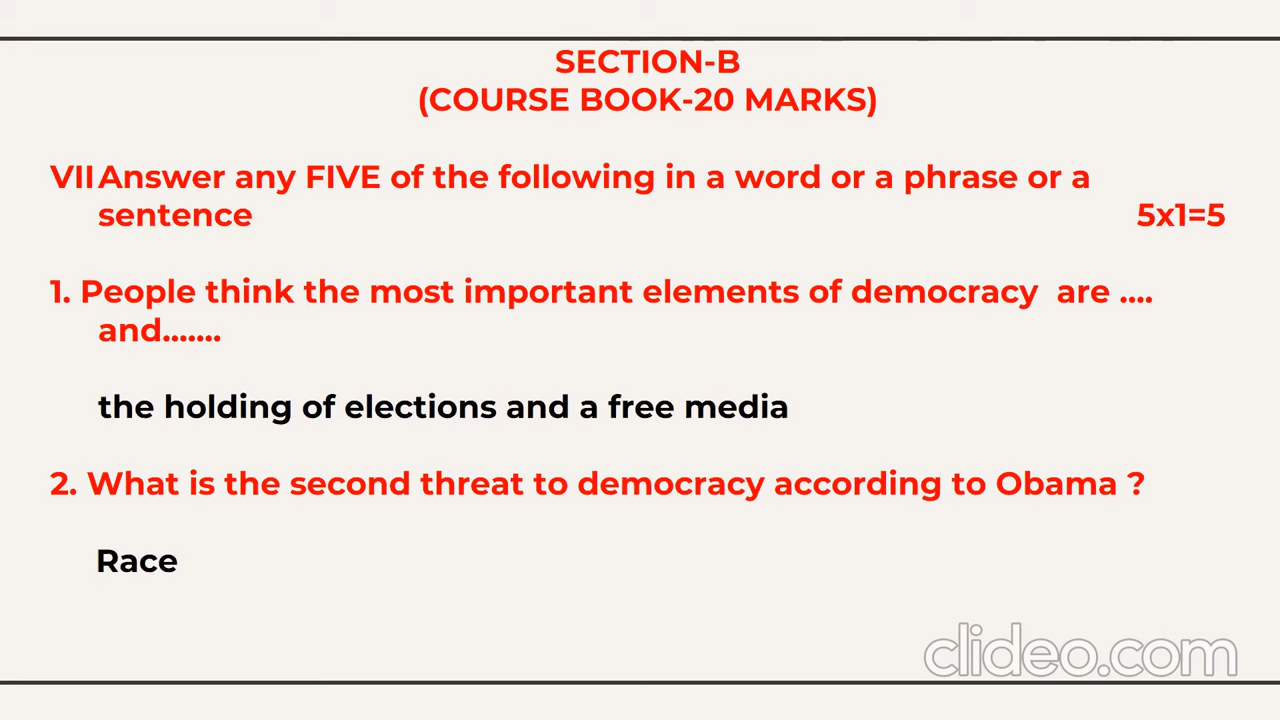 SECTION-B
(COURSE BOOK-20 MARKS)
VII Answer any FIVE of the following in a word or a phrase or a
sentence 5x1=5
1. People think the most important elements of democracy are ....
and.......
the holding of elections and a free media
2. What is the second threat to democracy according to Obama ?
Race
clideo.com